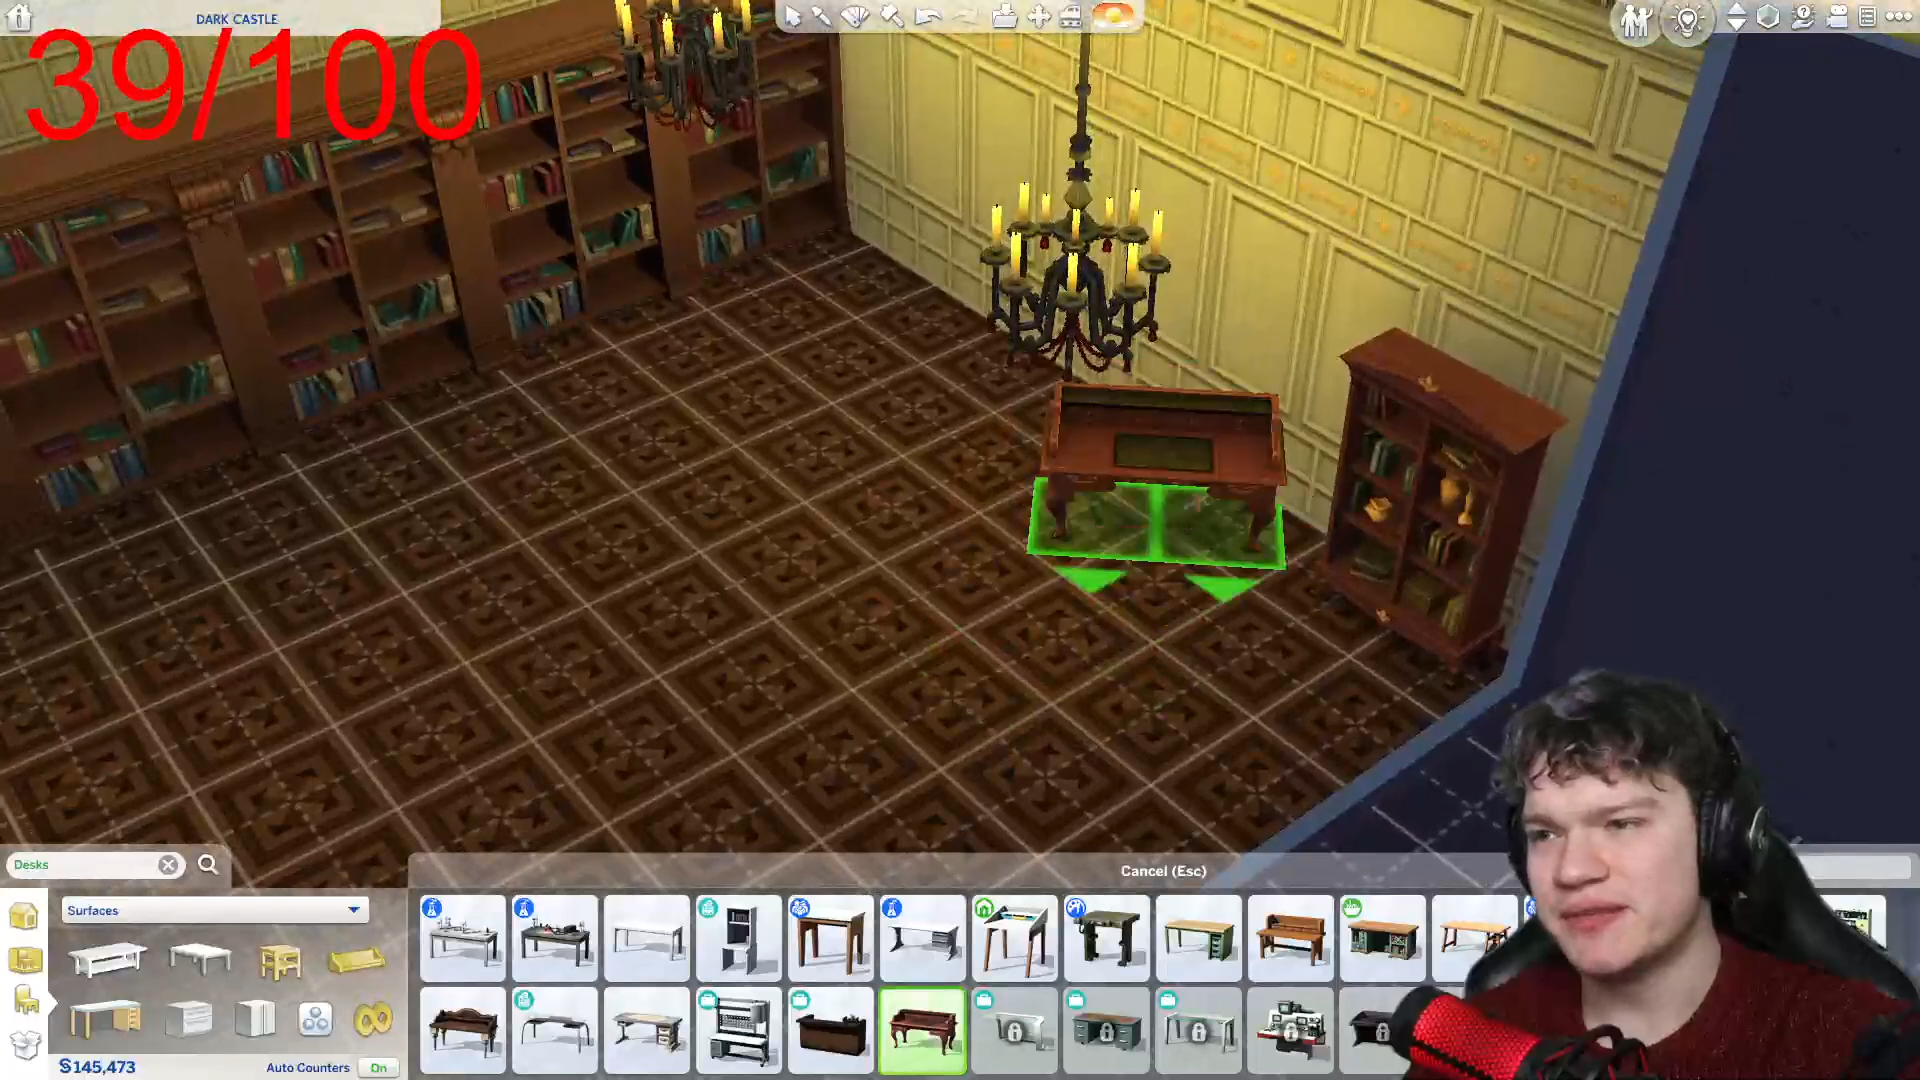 DARK CASTLE
39/100
Desks
Cancel (Esc)
Surfaces
§145,473
Auto Counters
On